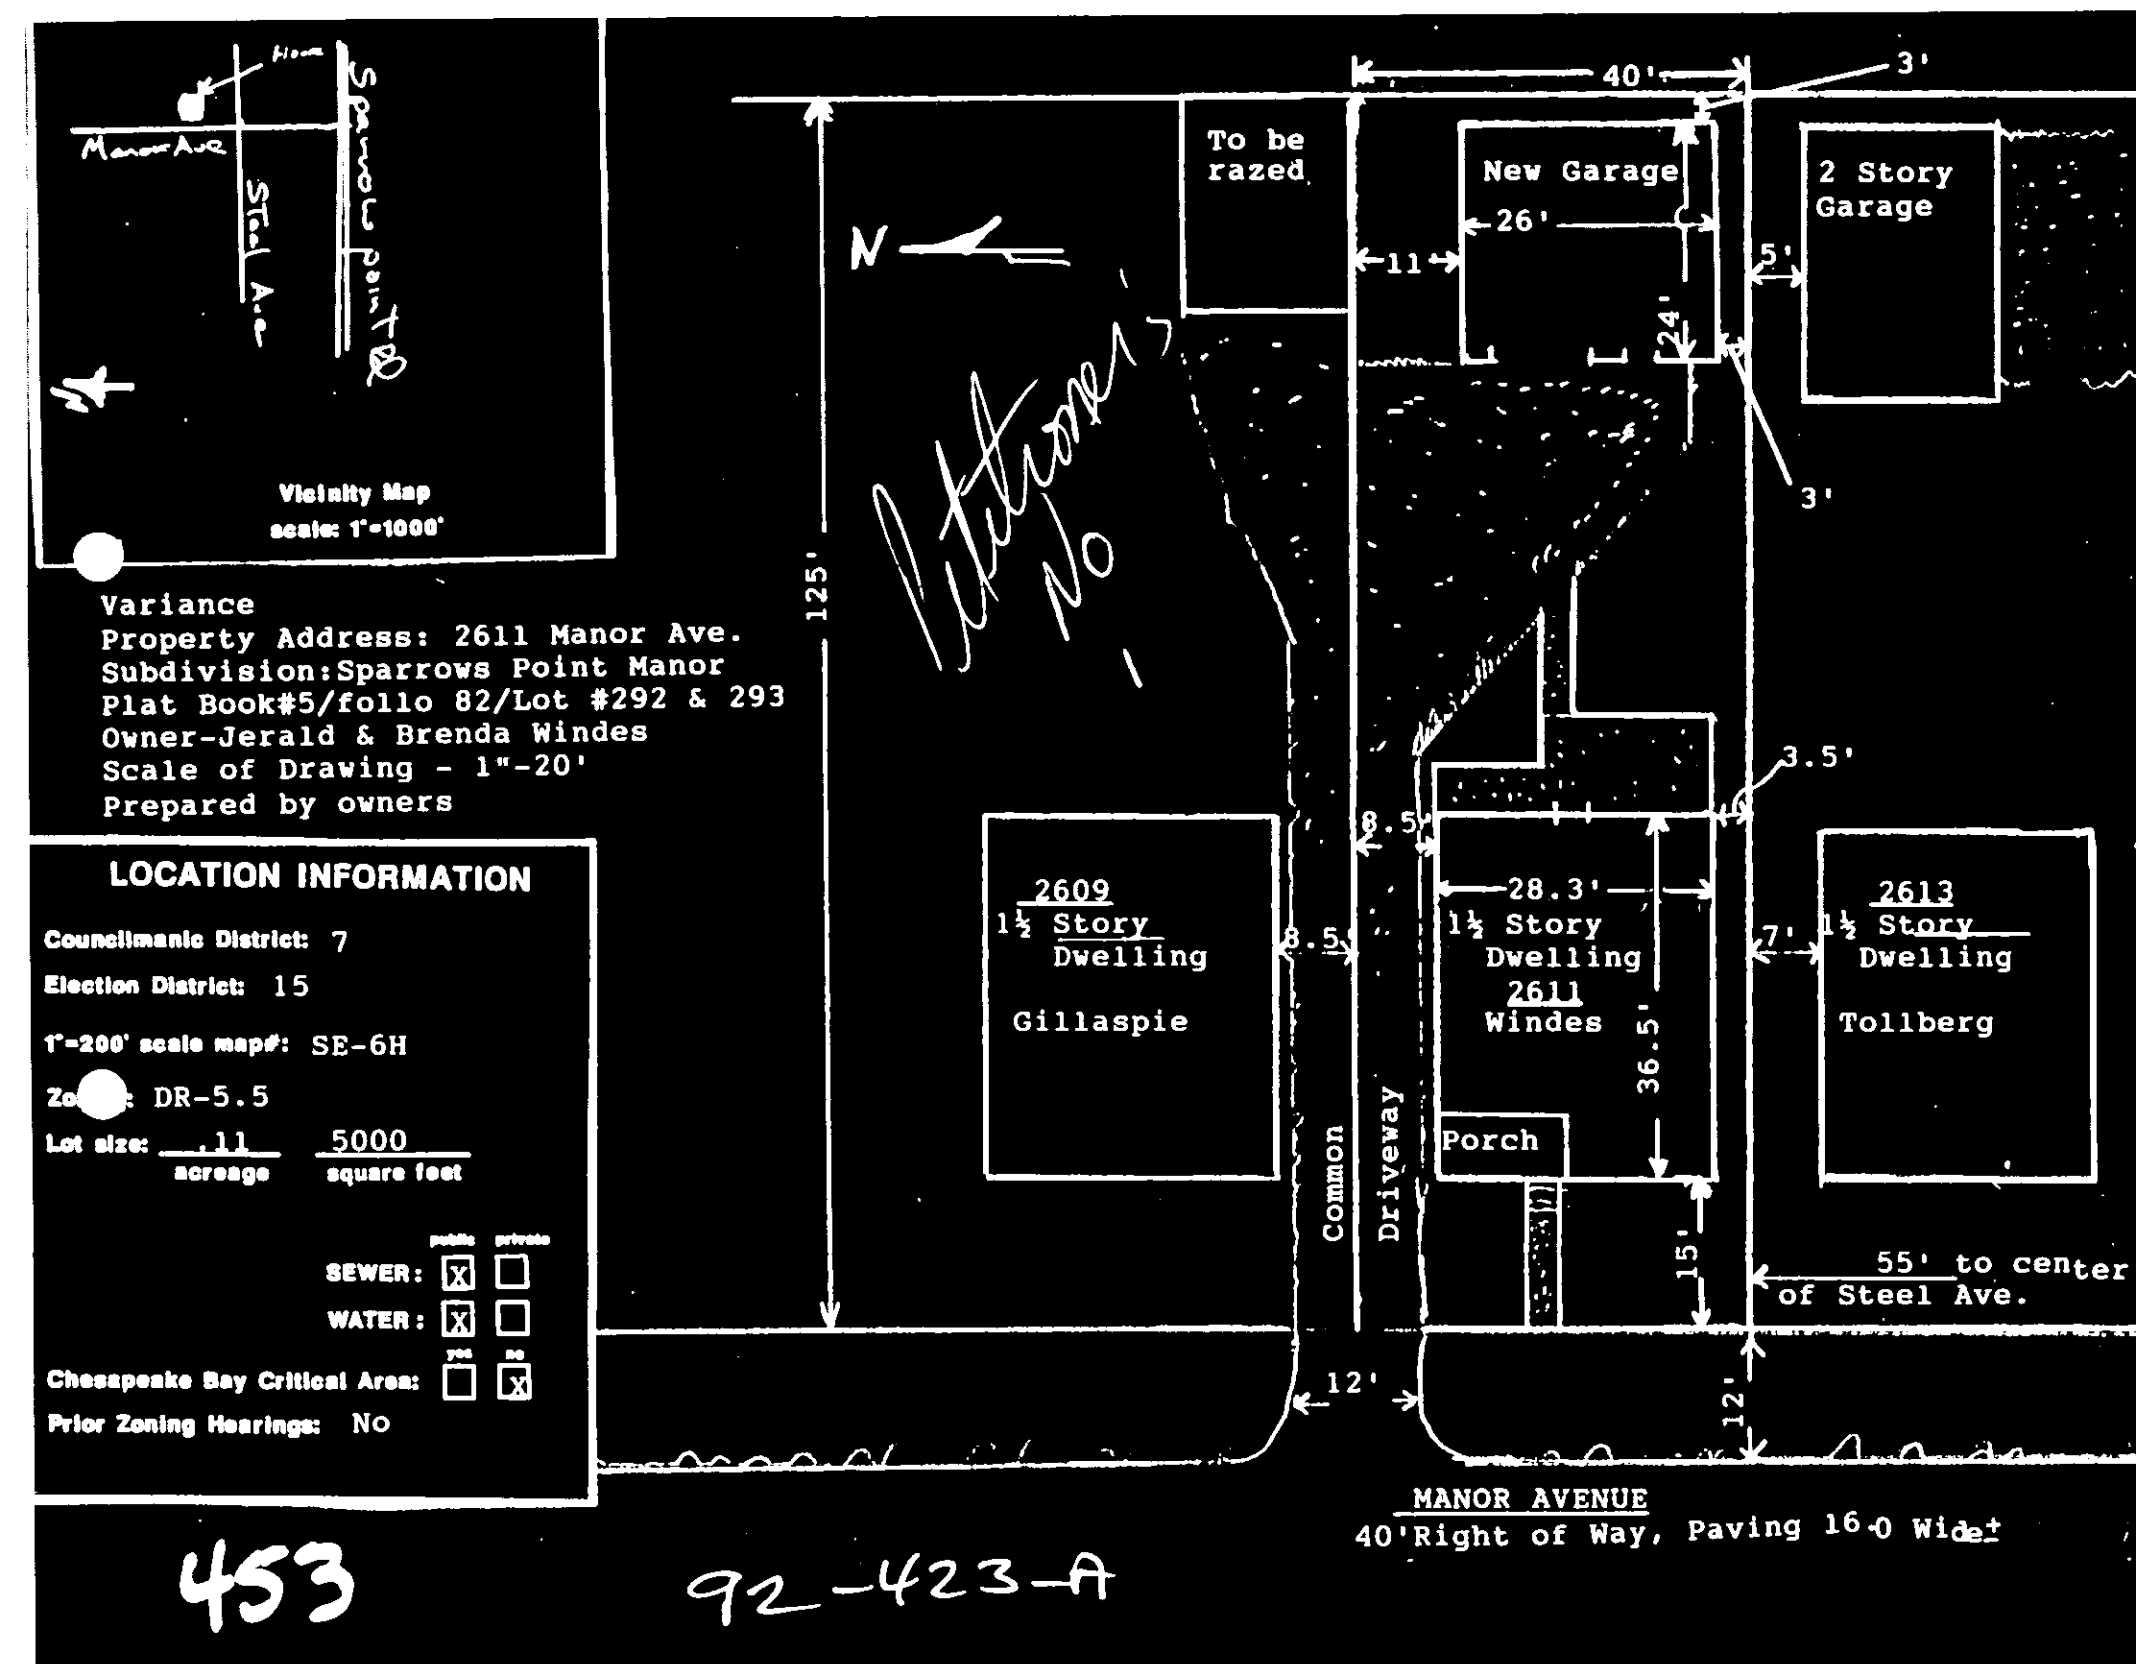 Home
Manor Ave
Steel Ave
Sparrow point RD
N
Vicinity Map
scale: 1"=1000'
Variance
Property Address: 2611 Manor Ave.
Subdivision:Sparrows Point Manor
Plat Book#5/follo 82/Lot #292 & 293
Owner-Jerald & Brenda Windes
Scale of Drawing - 1"-20'
Prepared by owners
LOCATION INFORMATION
Councilmanic District: 7
Election District: 15
1"=200' scale map#: SE-6H
DR-5.5
Lot size: .11 5000
acreage square feet
public private
SEWER: X
WATER: X
yes no
Chesapeake Bay Critical Area: X
Prior Zoning Hearings: No
453
92-423-A
40'
3'
To be
razed
New Garage
2 Story
Garage
26'
N
11
5'
24'
3'
Petitioner's
No
1
125'
3.5'
8.5
2609
1½ Story
Dwelling
Gillaspie
8.5'
28.3'
1½ Story
Dwelling
2611
Windes
36.5'
7'
2613
1½ Story
Dwelling
Tollberg
Porch
Common
Driveway
15'
55' to center
of Steel Ave.
12'
12'
MANOR AVENUE
40'Right of Way, Paving 16.0 Wide±